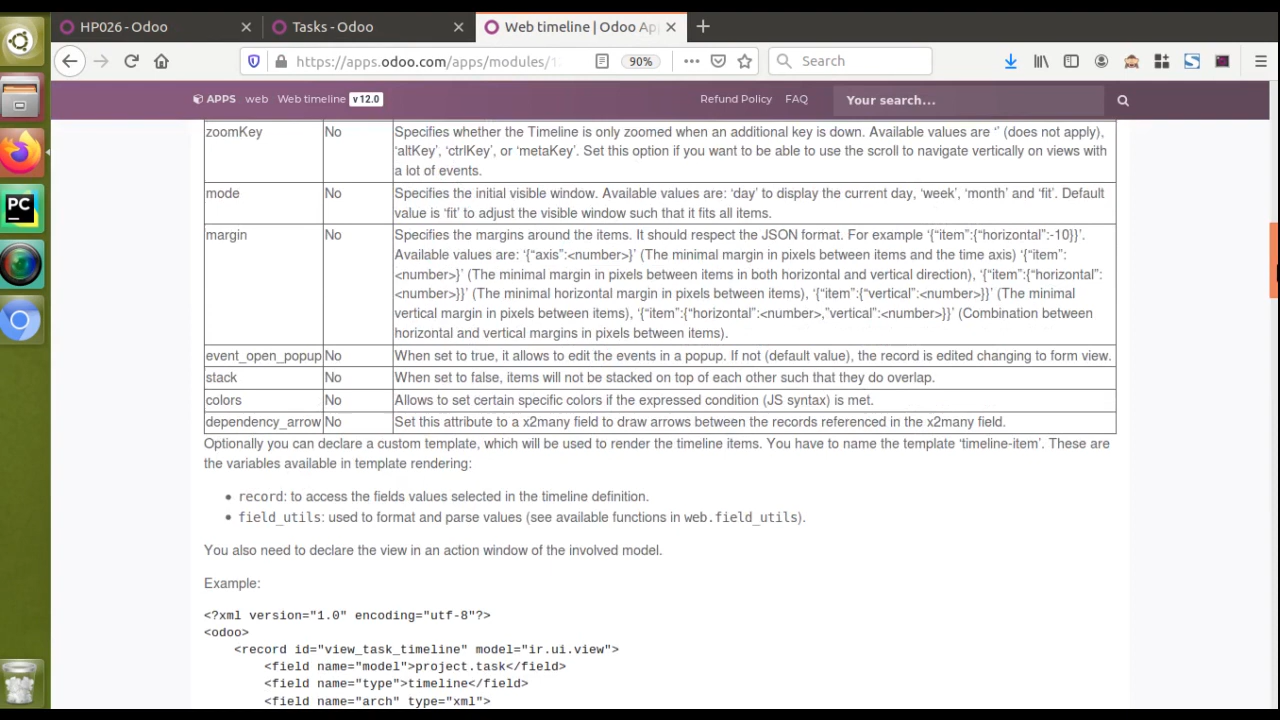 HP026 - Odoo
Tasks - Odoo
Web timeline | Odoo Ap
https://apps.odoo.com/apps/modules/1
90%
Search
APPS web Web timeline v 12.0
Refund Policy FAQ
Your search...
zoomKey No Specifies whether the Timeline is only zoomed when an additional key is down. Available values are ‘’ (does not apply),
‘altKey’, ‘ctrlKey’, or ‘metaKey’. Set this option if you want to be able to use the scroll to navigate vertically on views with
a lot of events.
mode No Specifies the initial visible window. Available values are: ‘day’ to display the current day, ‘week’, ‘month’ and ‘fit’. Default
value is ‘fit’ to adjust the visible window such that it fits all items.
margin No Specifies the margins around the items. It should respect the JSON format. For example ‘{“item”:{“horizontal”:-10}}’.
Available values are: ‘{“axis”:<number>}’ (The minimal margin in pixels between items and the time axis) ‘{“item”:
<number>}’ (The minimal margin in pixels between items in both horizontal and vertical direction), ‘{“item”:{“horizontal”:
<number>}}’ (The minimal horizontal margin in pixels between items), ‘{“item”:{“vertical”:<number>}}’ (The minimal
vertical margin in pixels between items), ‘{“item”:{“horizontal”:<number>,”vertical”:<number>}}’ (Combination between
horizontal and vertical margins in pixels between items).
event_open_popup No When set to true, it allows to edit the events in a popup. If not (default value), the record is edited changing to form view.
stack No When set to false, items will not be stacked on top of each other such that they do overlap.
colors No Allows to set certain specific colors if the expressed condition (JS syntax) is met.
dependency_arrow No Set this attribute to a x2many field to draw arrows between the records referenced in the x2many field.
Optionally you can declare a custom template, which will be used to render the timeline items. You have to name the template ‘timeline-item’. These are
the variables available in template rendering:
• record: to access the fields values selected in the timeline definition.
• field_utils: used to format and parse values (see available functions in web.field_utils).
You also need to declare the view in an action window of the involved model.
Example:
<?xml version="1.0" encoding="utf-8"?>
<odoo>
<record id="view_task_timeline" model="ir.ui.view">
<field name="model">project.task</field>
<field name="type">timeline</field>
<field name="arch" type="xml">
PC